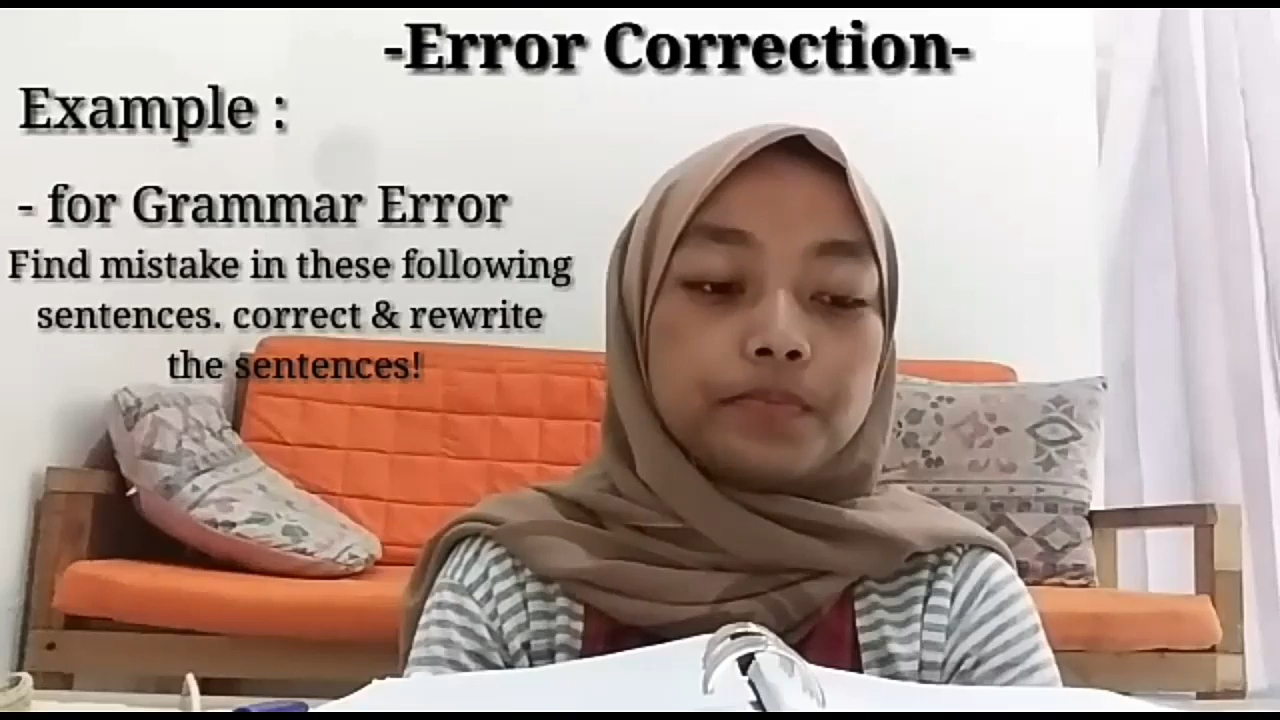 -Error Correction-
Example :
- for Grammar Error
Find mistake in these following
sentences. correct & rewrite
the sentences!